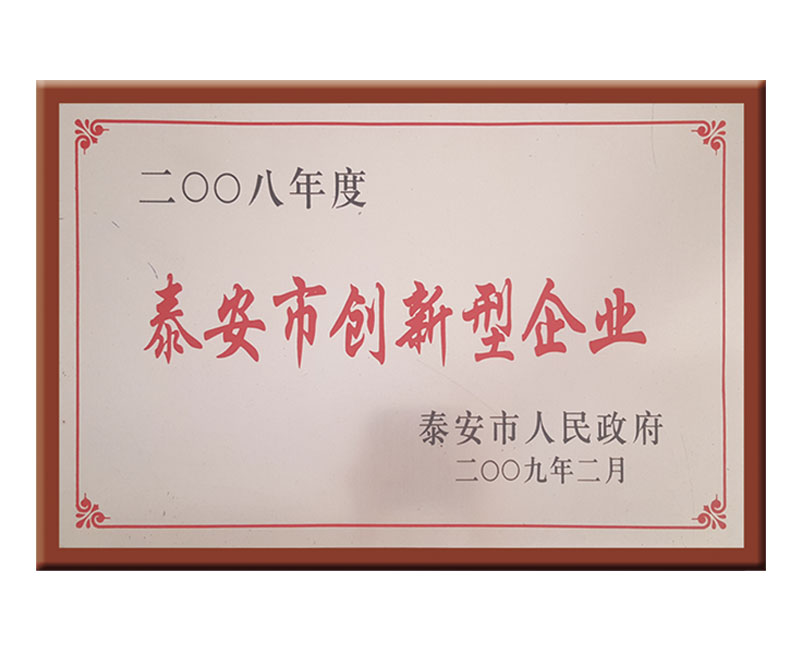 二〇〇八年度
泰安市创新型企业
泰安市人民政府
二〇〇九年二月